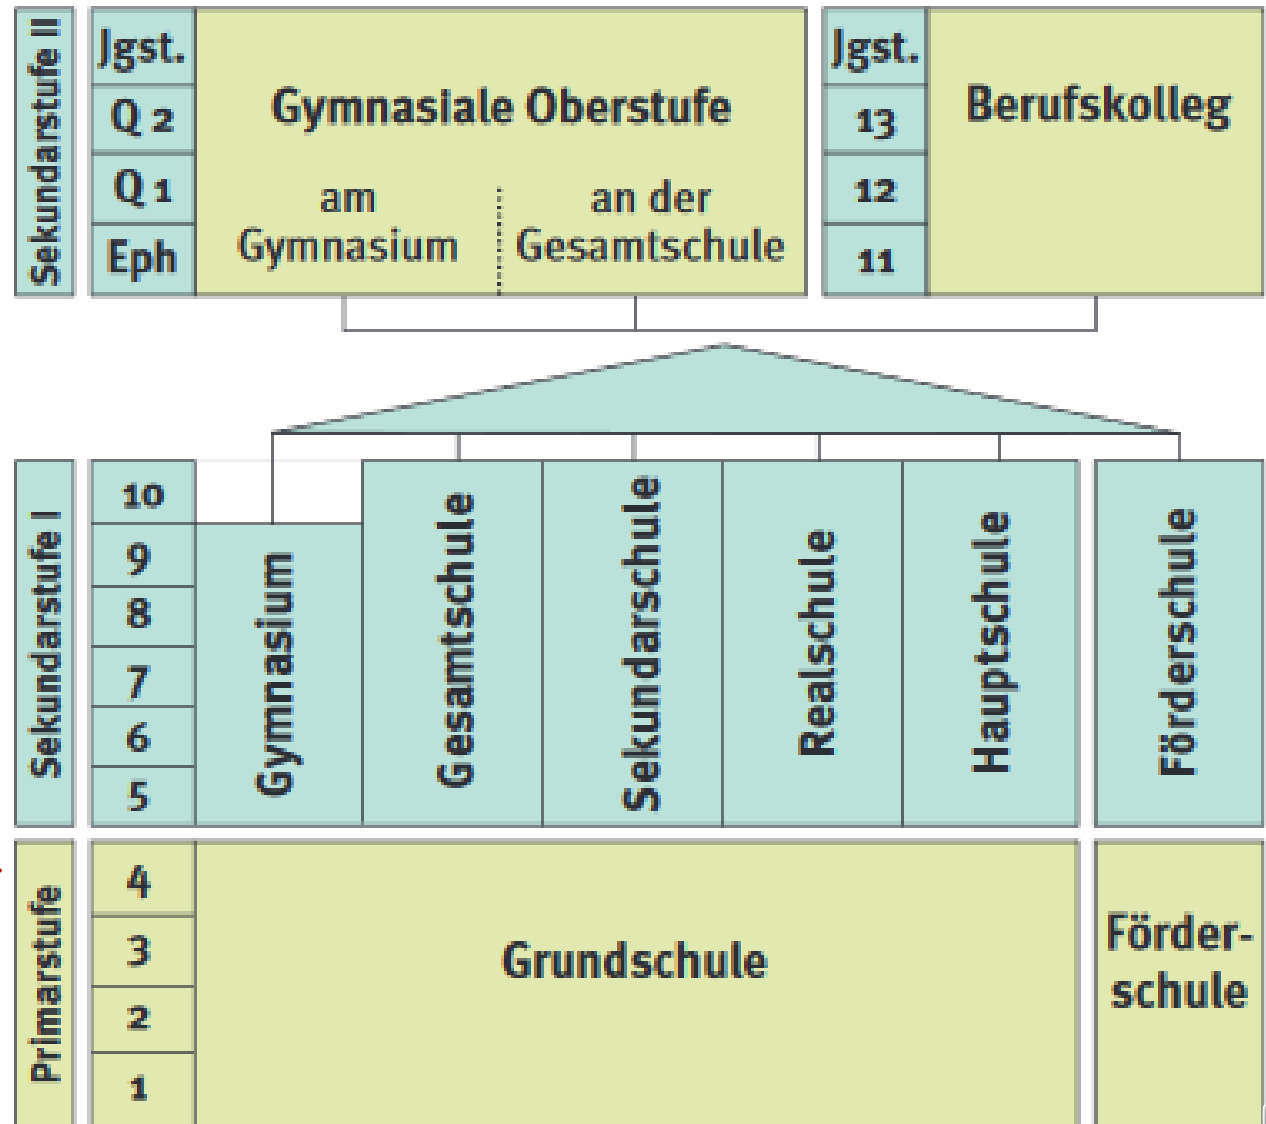 Sekundarstufe II
Jgst.
Q 2
Q 1
Eph
Gymnasiale Oberstufe
am
Gymnasium
an der
Gesamtschule
Jgst.
13
12
11
Berufskolleg
Sekundarstufe I
10
9
8
7
6
5
Gymnasium
Gesamtschule
Sekundarschule
Realschule
Hauptschule
Förderschule
Primarstufe
4
3
2
1
Grundschule
Förder-
schule